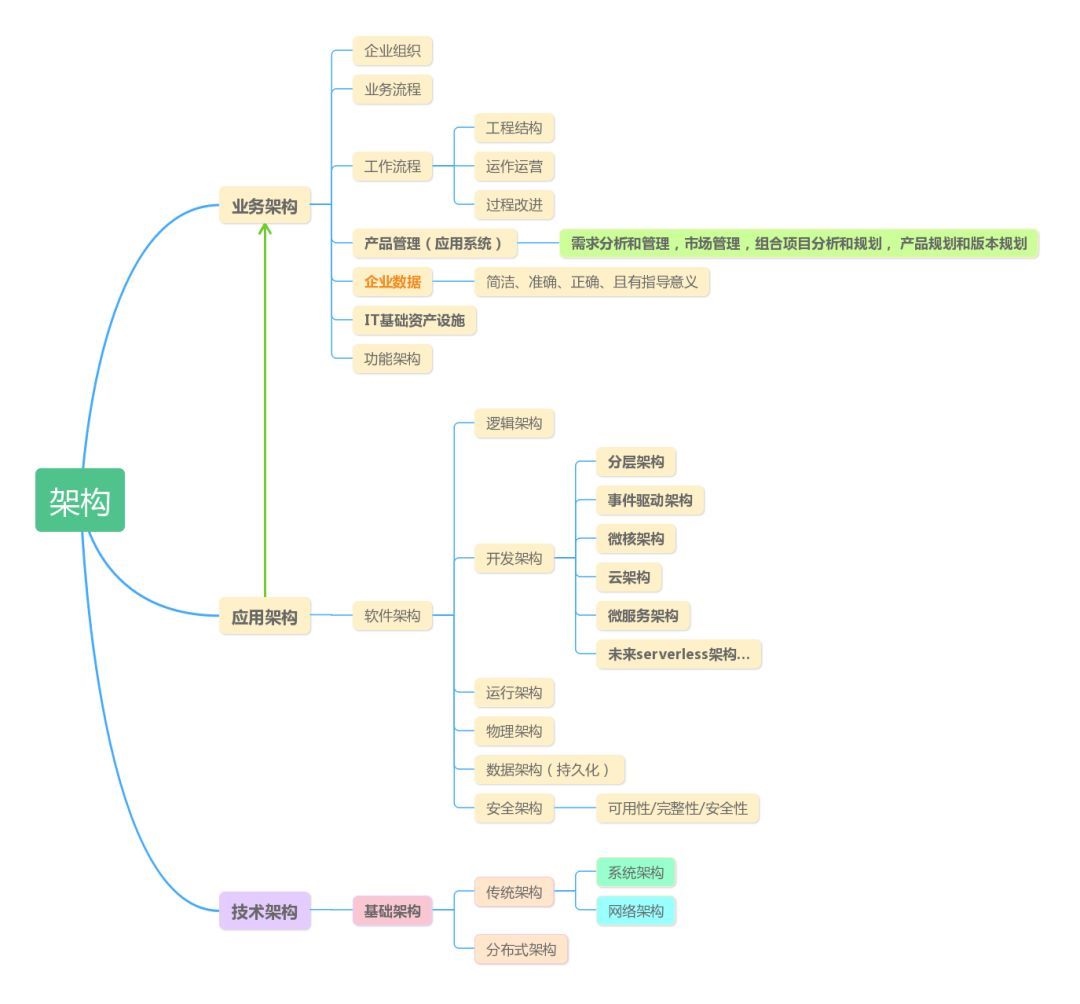 架构
业务架构
企业组织
业务流程
工作流程
工程结构
运作运营
过程改进
产品管理（应用系统）
需求分析和管理，市场管理，组合项目分析和规划， 产品规划和版本规划
企业数据
简洁、准确、正确、且有指导意义
IT基础资产设施
功能架构
应用架构
软件架构
逻辑架构
开发架构
分层架构
事件驱动架构
微核架构
云架构
微服务架构
未来serverless架构...
运行架构
物理架构
数据架构（持久化）
安全架构
可用性/完整性/安全性
技术架构
基础架构
传统架构
系统架构
网络架构
分布式架构